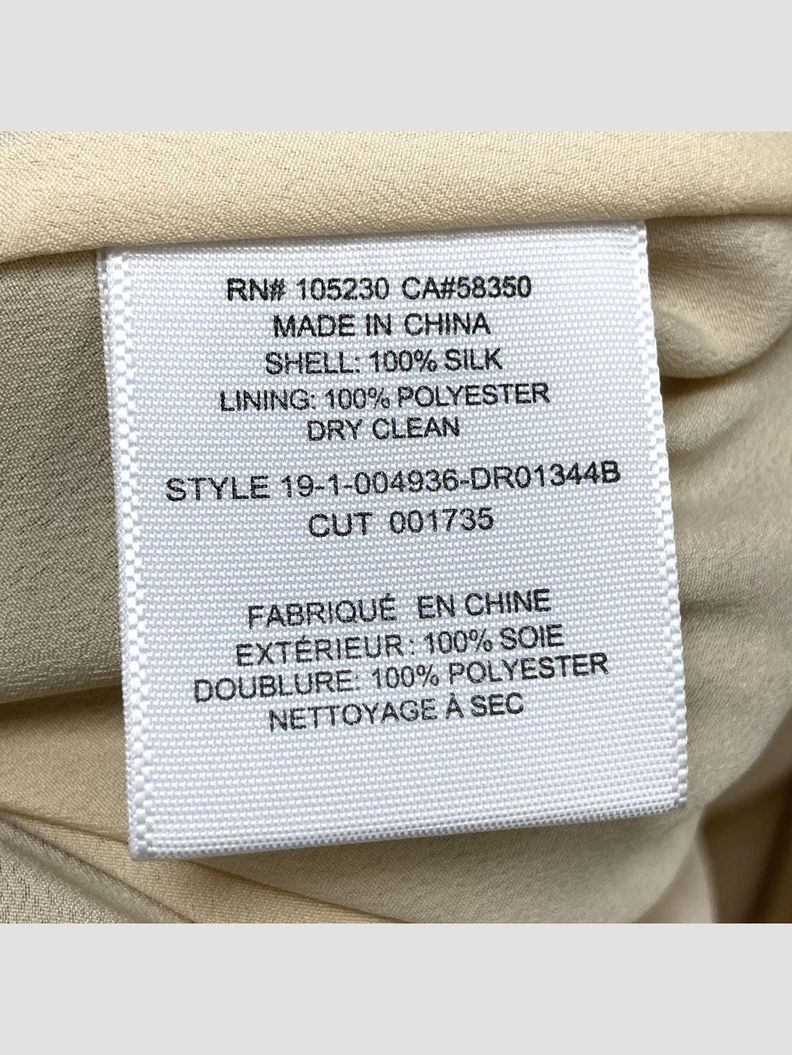 RN# 105230 CA#58350
MADE IN CHINA
SHELL: 100% SILK
LINING: 100% POLYESTER
DRY CLEAN
STYLE 19-1-004936-DR01344B
CUT 001735
FABRIQUÉ EN CHINE
EXTÉRIEUR: 100% SOIE
DOUBLURE: 100% POLYESTER
NETTOYAGE À SEC